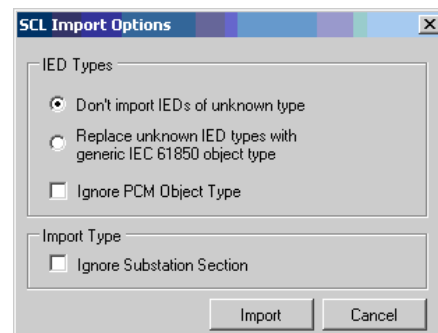 SCL Import Options
IED Types
Don't import IEDs of unknown type
Replace unknown IED types with
generic IEC 61850 object type
Ignore PCM Object Type
Import Type
Ignore Substation Section
Import
Cancel